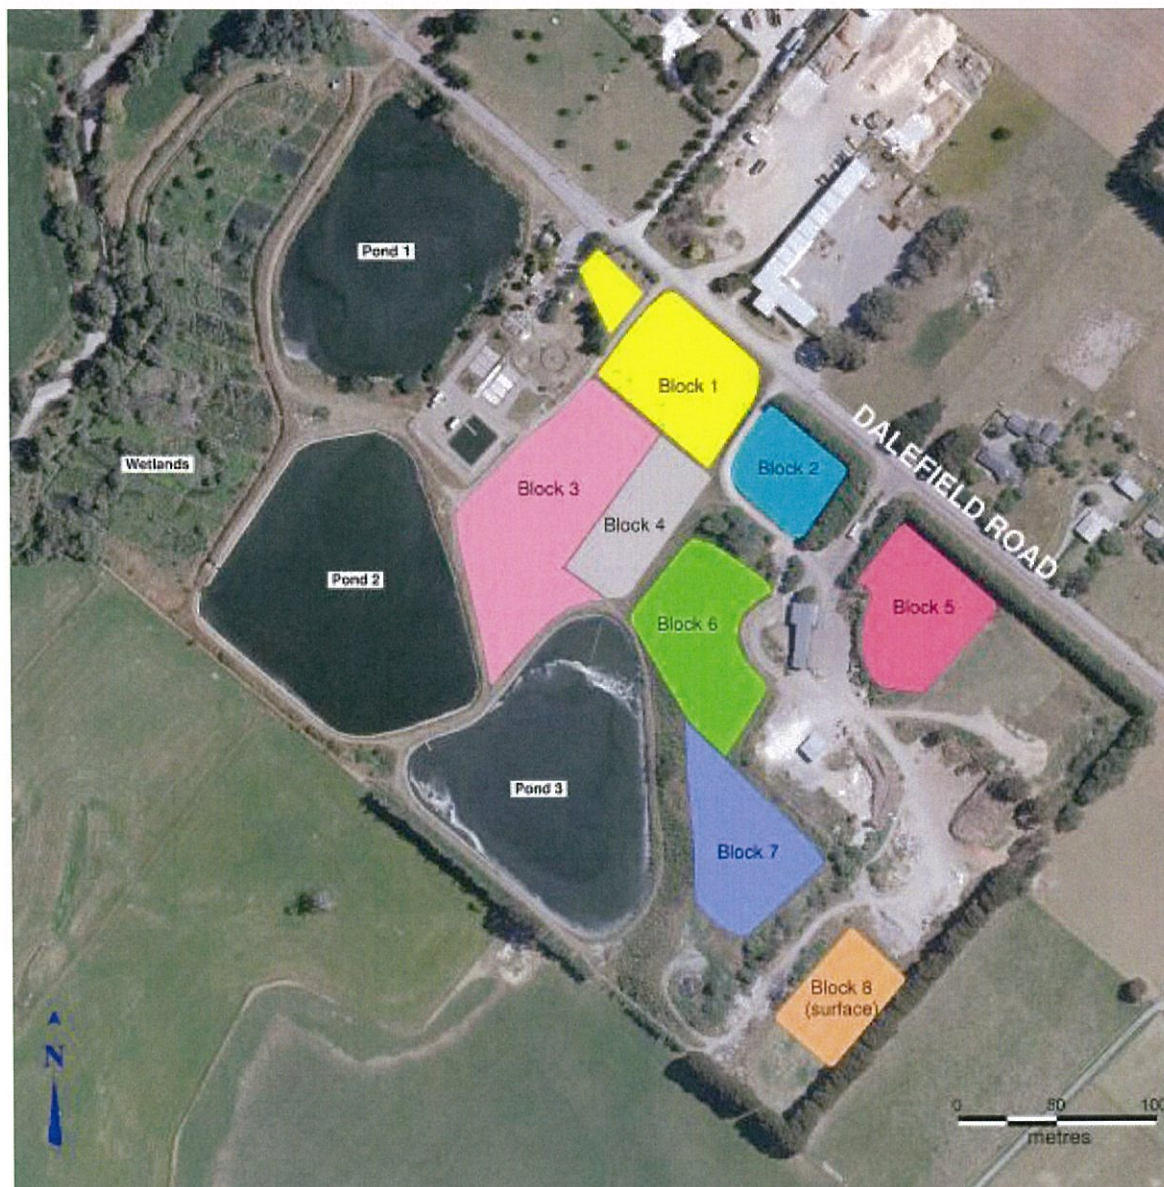 Pond 1
Block 1
DALEFIELD ROAD
Block 2
Wetlands
Block 3
Block 4
Pond 2
Block 5
Block 6
Pond 3
Block 7
Block 8
(surface)
N
0 50 100
metres